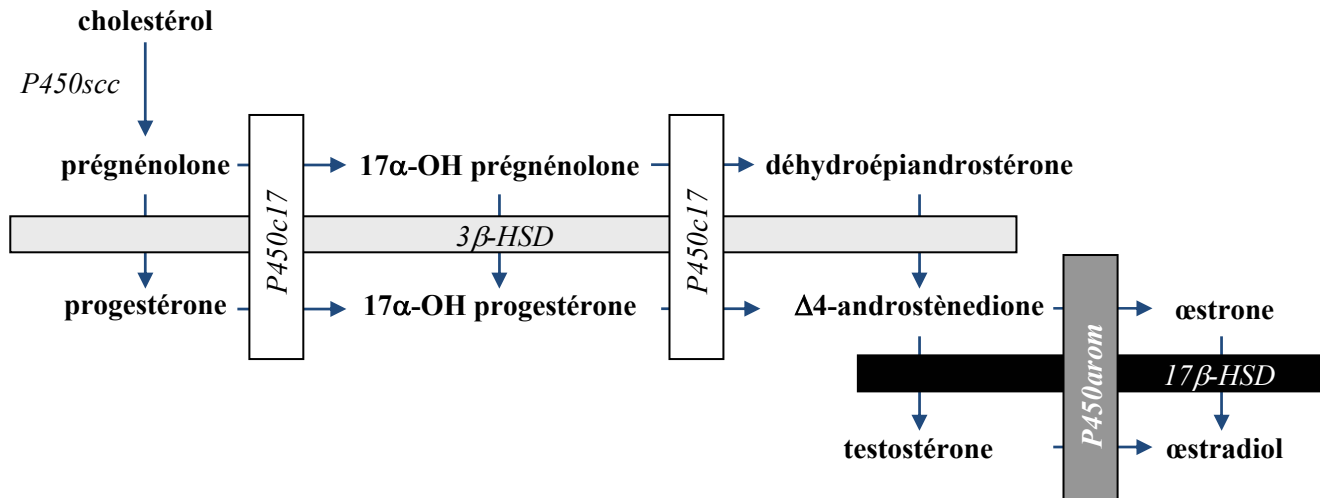 cholestérol
P450scc
prégnénolone
17α-OH prégnénolone
déhydroépiandrostérone
P450c17
3β-HSD
P450c17
progestérone
17α-OH progestérone
Δ4-androstènedione
œstrone
P450arom
17β-HSD
testostérone
œstradiol